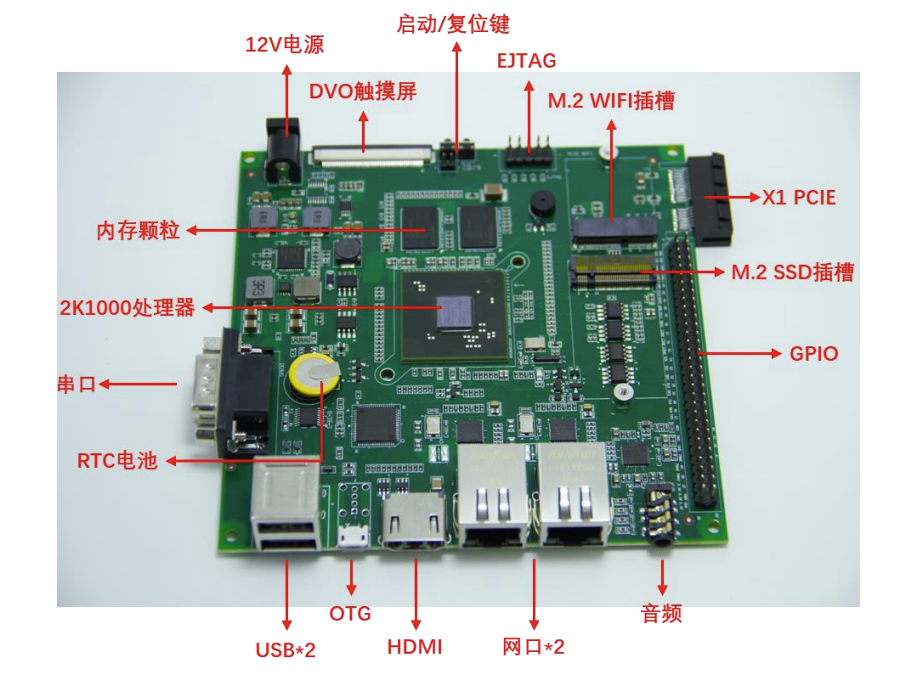 启动/复位键
12V电源
EJTAG
DVO触摸屏
M.2 WIFI插槽
X1 PCIE
内存颗粒
M.2 SSD插槽
2K1000处理器
GPIO
串口
RTC电池
OTG
音频
USB*2
HDMI
网口*2